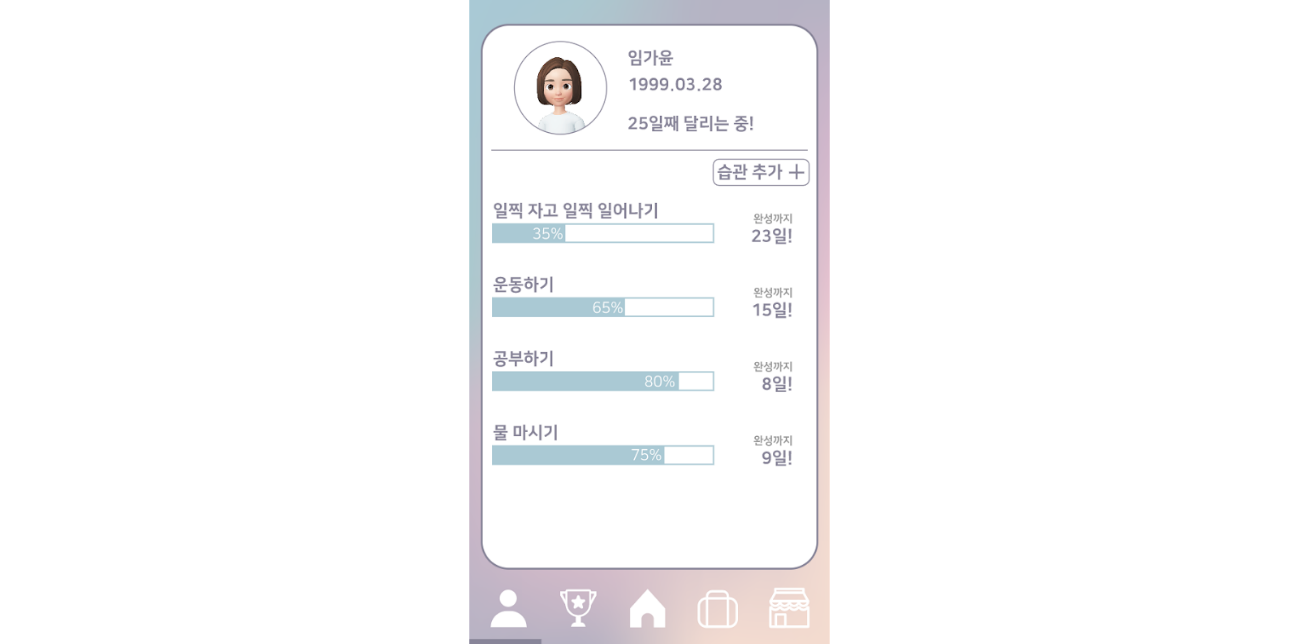 임가윤
1999.03.28
25일째 달리는 중!
습관 추가 +
일찍 자고 일찍 일어나기
35%
완성까지
23일!
운동하기
65%
완성까지
15일!
공부하기
80%
완성까지
8일!
물 마시기
75%
완성까지
9일!